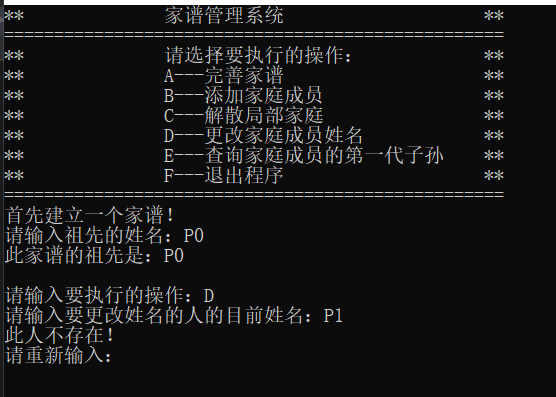 ** 家谱管理系统 **
==================================================
** 请选择要执行的操作: **
** A---完善家谱 **
** B---添加家庭成员 **
** C---解散局部家庭 **
** D---更改家庭成员姓名 **
** E---查询家庭成员的第一代子孙 **
** F---退出程序 **
==================================================
首先建立一个家谱!
请输入祖先的姓名: P0
此家谱的祖先是: P0
请输入要执行的操作: D
请输入要更改姓名的人的目前姓名: P1
此人不存在!
请重新输入: